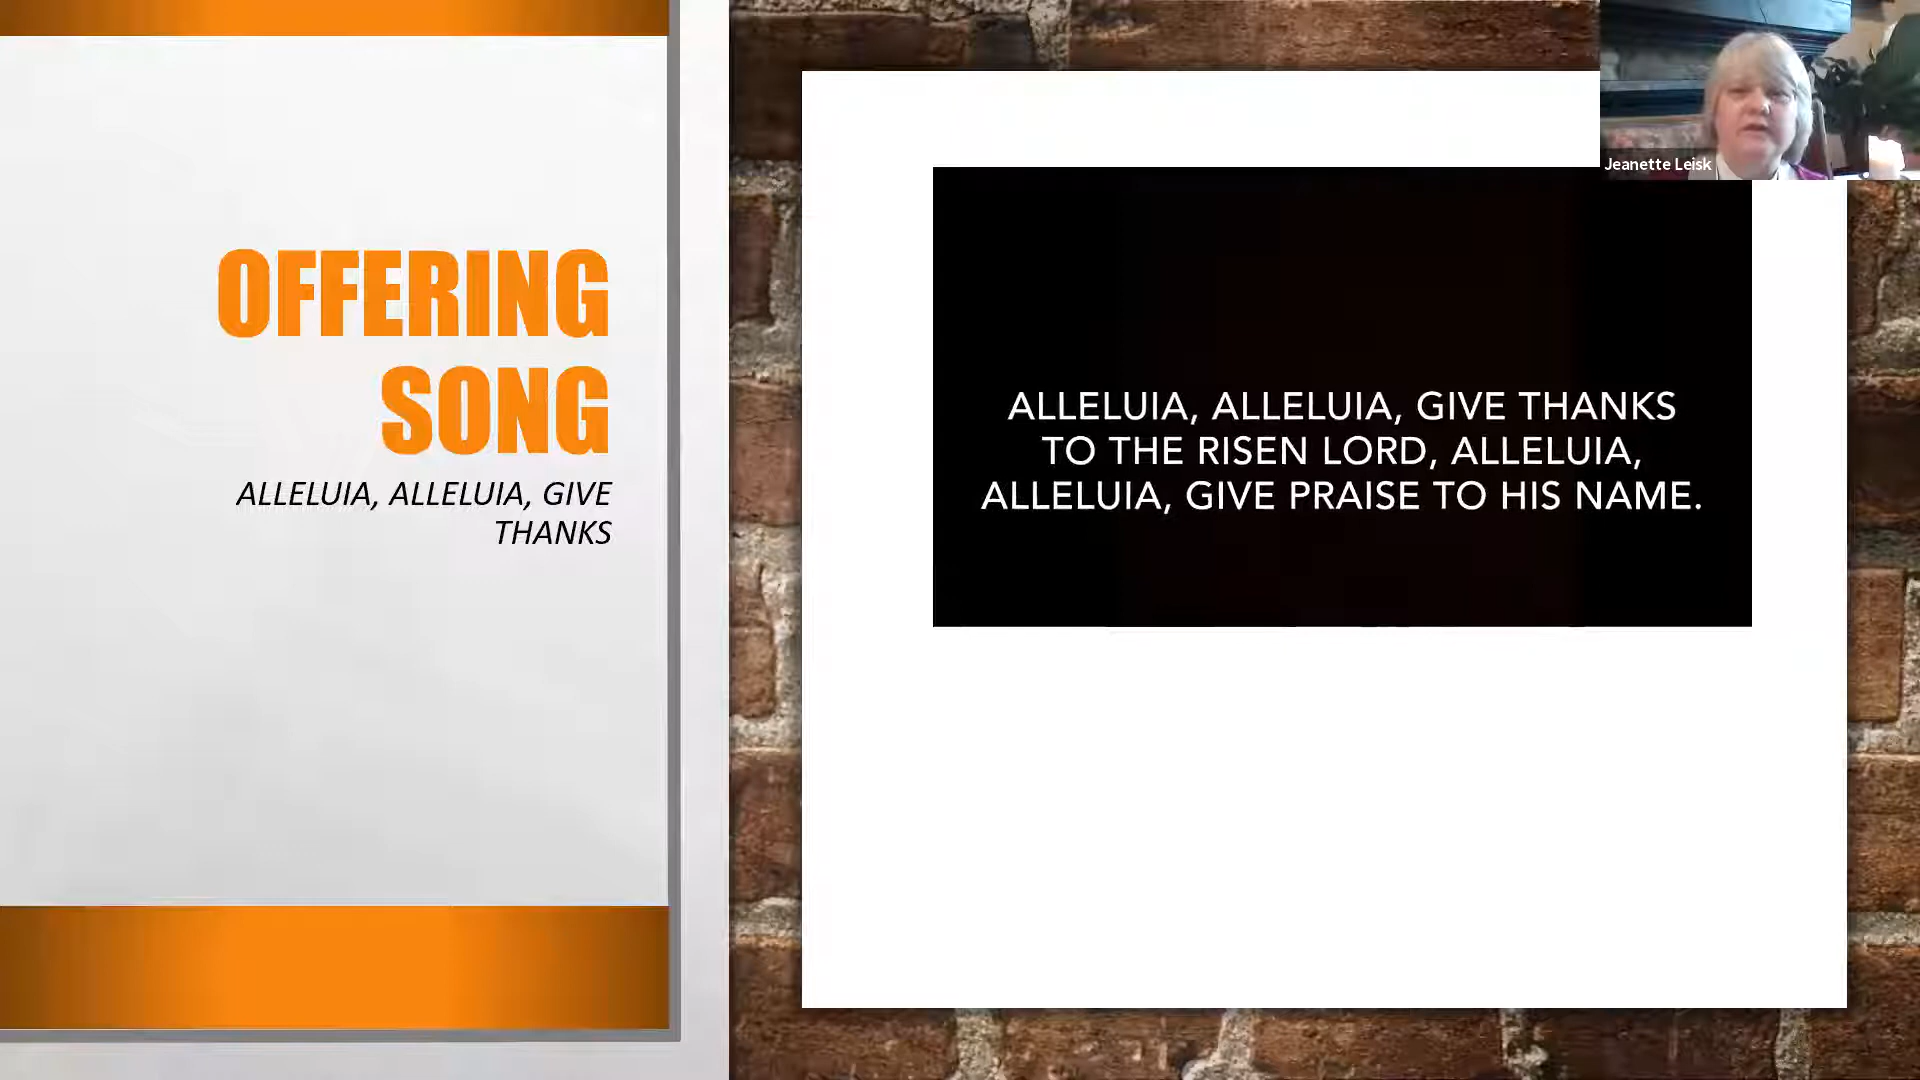 OFFERING
SONG
ALLELUIA, ALLELUIA, GIVE
THANKS
ALLELUIA, ALLELUIA, GIVE THANKS
TO THE RISEN LORD, ALLELUIA,
ALLELUIA, GIVE PRAISE TO HIS NAME.
Jeanette Leisk